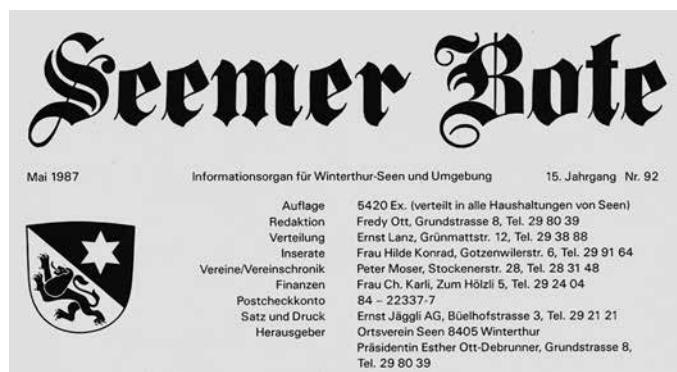 Seemer Bote
Mai 1987 Informationsorgan für Winterthur-Seen und Umgebung 15. Jahrgang Nr. 92
Auflage 5420 Ex. (verteilt in alle Haushaltungen von Seen)
Redaktion Fredy Ott, Grundstrasse 8, Tel. 29 80 39
Verteilung Ernst Lanz, Grünmattstr. 12, Tel. 29 38 88
Inserate Frau Hilde Konrad, Gotzenwilerstr. 6, Tel. 29 91 64
Vereine/Vereinschronik Peter Moser, Stockenerstr. 28, Tel. 28 31 48
Finanzen Frau Ch. Karli, Zum Hölzli 5, Tel. 29 24 04
Postcheckkonto 84 – 22337-7
Satz und Druck Ernst Jäggli AG, Büelhofstrasse 3, Tel. 29 21 21
Herausgeber Ortsverein Seen 8405 Winterthur
Präsidentin Esther Ott-Debrunner, Grundstrasse 8,
Tel. 29 80 39